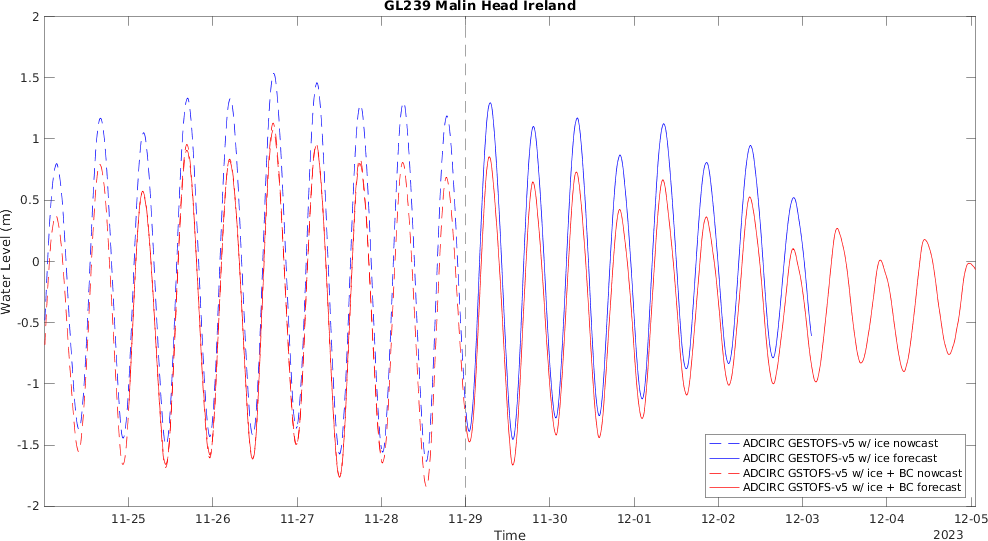 GL239 Malin Head Ireland
2
1.5
1
0.5
0
-0.5
-1
-1.5
-2
Water Level (m)
ADCIRC GESTOFS-v5 w/ ice nowcast
ADCIRC GESTOFS-v5 w/ ice forecast
ADCIRC GSTOFS-v5 w/ ice + BC nowcast
ADCIRC GSTOFS-v5 w/ ice + BC forecast
11-25 11-26 11-27 11-28 11-29 11-30 12-01 12-02 12-03 12-04 12-05
Time
2023